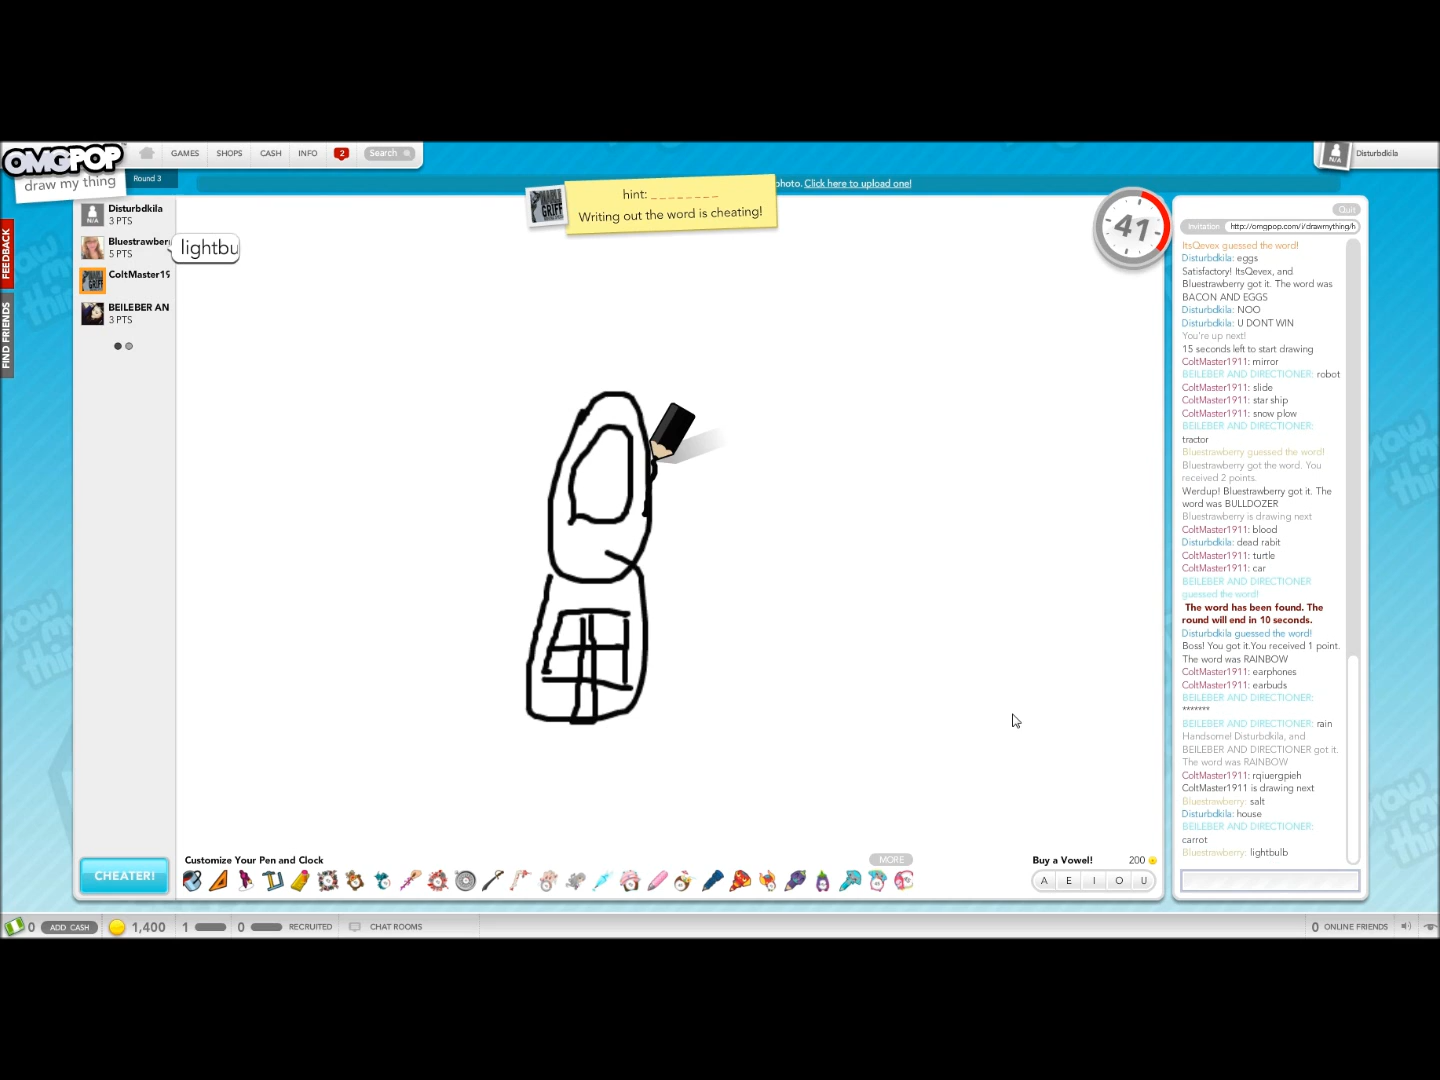 OMGPOP
draw my thing
GAMES SHOPS CASH INFO 2 Search
N/A Disturbdkila
Round 3
photo. Click here to upload one!
hint: _ _ _ _ _ _ _ _
Writing out the word is cheating!
GRIFF
41
FEEDBACK
FIND FRIENDS
N/A
Disturbdkila
3 PTS
Bluestrawber
5 PTS
lightbu
ColtMaster19
BEILEBER AN
3 PTS
Quit
Invitation http://omgpop.com/i/drawmything/h
ItsQevex guessed the word!
Disturbdkila: eggs
Satisfactory! ItsQevex, and
Bluestrawberry got it. The word was
BACON AND EGGS
Disturbdkila: NOO
Disturbdkila: U DONT WIN
You're up next!
15 seconds left to start drawing
ColtMaster1911: mirror
BEILEBER AND DIRECTIONER: robot
ColtMaster1911: slide
ColtMaster1911: star ship
ColtMaster1911: snow plow
BEILEBER AND DIRECTIONER:
tractor
Bluestrawberry guessed the word!
Bluestrawberry got the word. You
received 2 points.
Werdup! Bluestrawberry got it. The
word was BULLDOZER
Bluestrawberry is drawing next
ColtMaster1911: blood
Disturbdkila: dead rabit
ColtMaster1911: turtle
ColtMaster1911: car
BEILEBER AND DIRECTIONER
guessed the word!
The word has been found. The
round will end in 10 seconds.
Disturbdkila guessed the word!
Boss! You got it.You received 1 point.
The word was RAINBOW
ColtMaster1911: earphones
ColtMaster1911: earbuds
BEILEBER AND DIRECTIONER:
*******
BEILEBER AND DIRECTIONER: rain
Handsome! Disturbdkila, and
BEILEBER AND DIRECTIONER got it.
The word was RAINBOW
ColtMaster1911: rqiuergpieh
ColtMaster1911 is drawing next
Bluestrawberry: salt
Disturbdkila: house
BEILEBER AND DIRECTIONER:
carrot
Bluestrawberry: lightbulb
CHEATER!
Customize Your Pen and Clock
MORE
Buy a Vowel! 200
A E I O U
0 ADD CASH 1,400 1 0 RECRUITED CHAT ROOMS
0 ONLINE FRIENDS